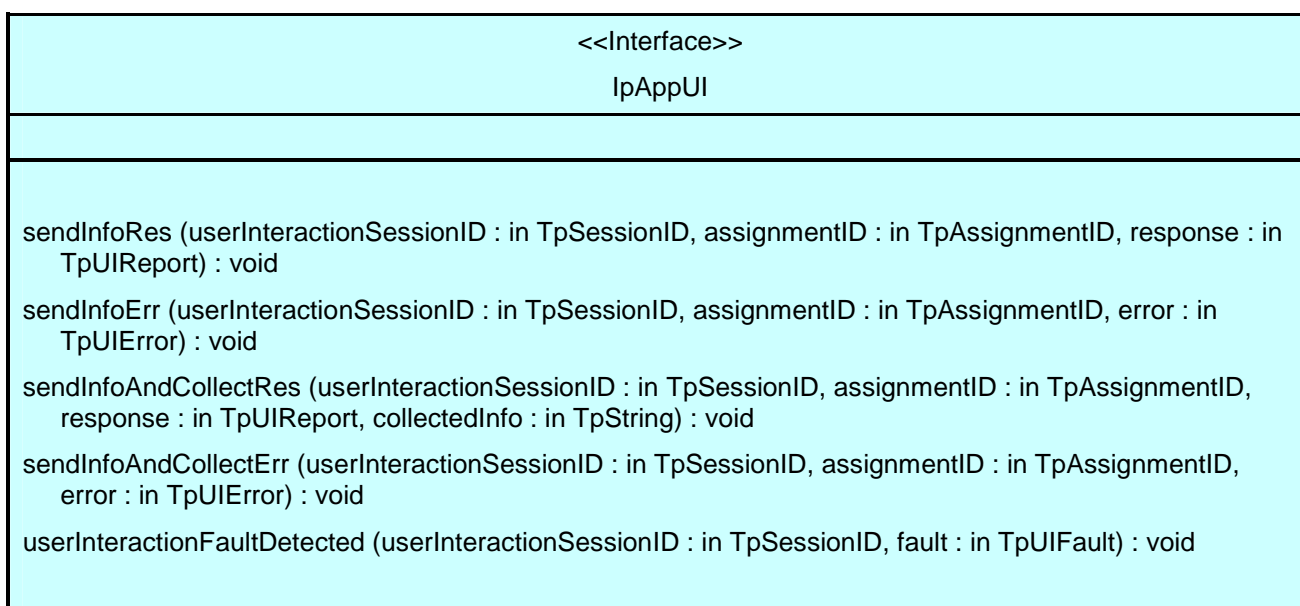 <<Interface>>
IpAppUI
sendInfoRes (userInteractionSessionID : in TpSessionID, assignmentID : in TpAssignmentID, response : in
TpUIReport) : void
sendInfoErr (userInteractionSessionID : in TpSessionID, assignmentID : in TpAssignmentID, error : in
TpUIError) : void
sendInfoAndCollectRes (userInteractionSessionID : in TpSessionID, assignmentID : in TpAssignmentID,
response : in TpUIReport, collectedInfo : in TpString) : void
sendInfoAndCollectErr (userInteractionSessionID : in TpSessionID, assignmentID : in TpAssignmentID,
error : in TpUIError) : void
userInteractionFaultDetected (userInteractionSessionID : in TpSessionID, fault : in TpUIFault) : void